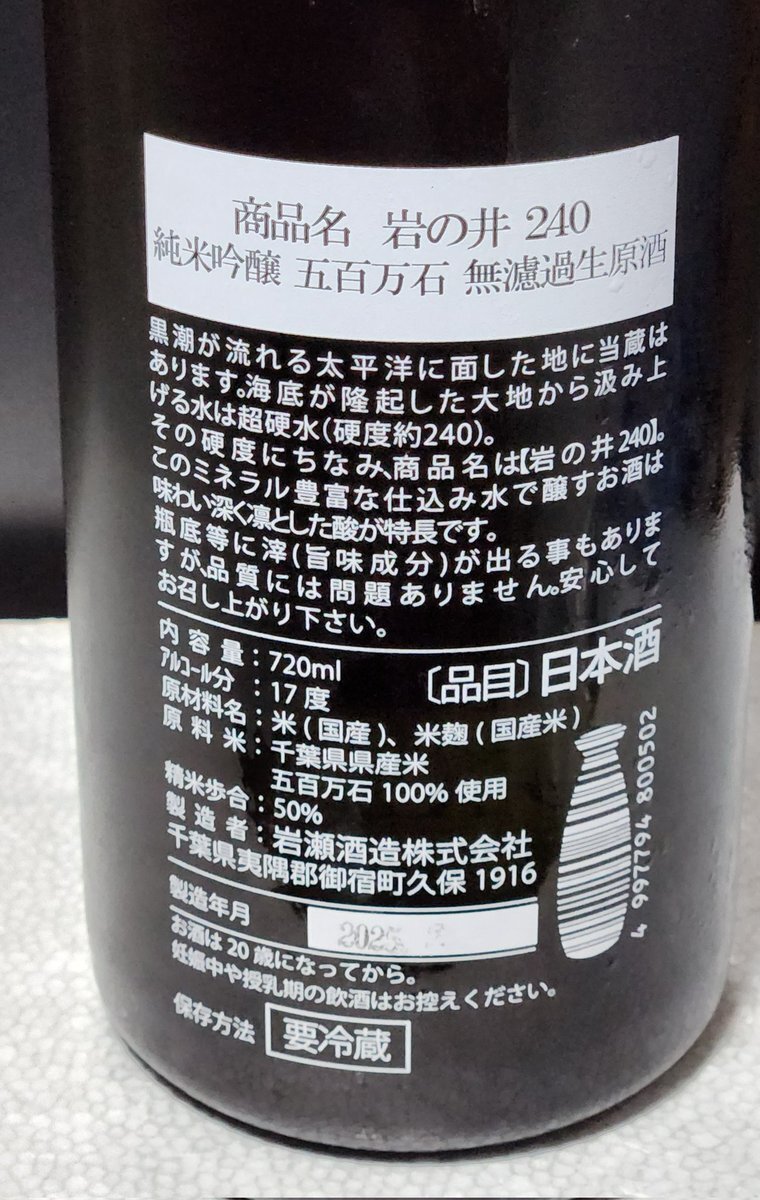 商品名 岩の井 240
純米吟醸 五百万石 無濾過生原酒
黒潮が流れる太平洋に面した地に当蔵は
あります。海底が隆起した大地から汲み上
げる水は超硬水(硬度約240)。
その硬度にちなみ、商品名は【岩の井240】。
このミネラル豊富な仕込み水で醸すお酒は
味わい深く凛とした酸が特長です。
瓶底等に滓(旨味成分)が出る事もありま
すが、品質には問題ありません。安心して
お召し上がり下さい。
内容量:720ml
アルコール分:17度
〔品目〕日本酒
原材料名:米(国産)、米麹(国産米)
原料米:千葉県県産米
五百万石100%使用
精米歩合:50%
製造者:岩瀬酒造株式会社
千葉県夷隅郡御宿町久保1916
4 997794 800502
製造年月 2025
お酒は20歳になってから。
妊娠中や授乳期の飲酒はお控えください。
保存方法 要冷蔵